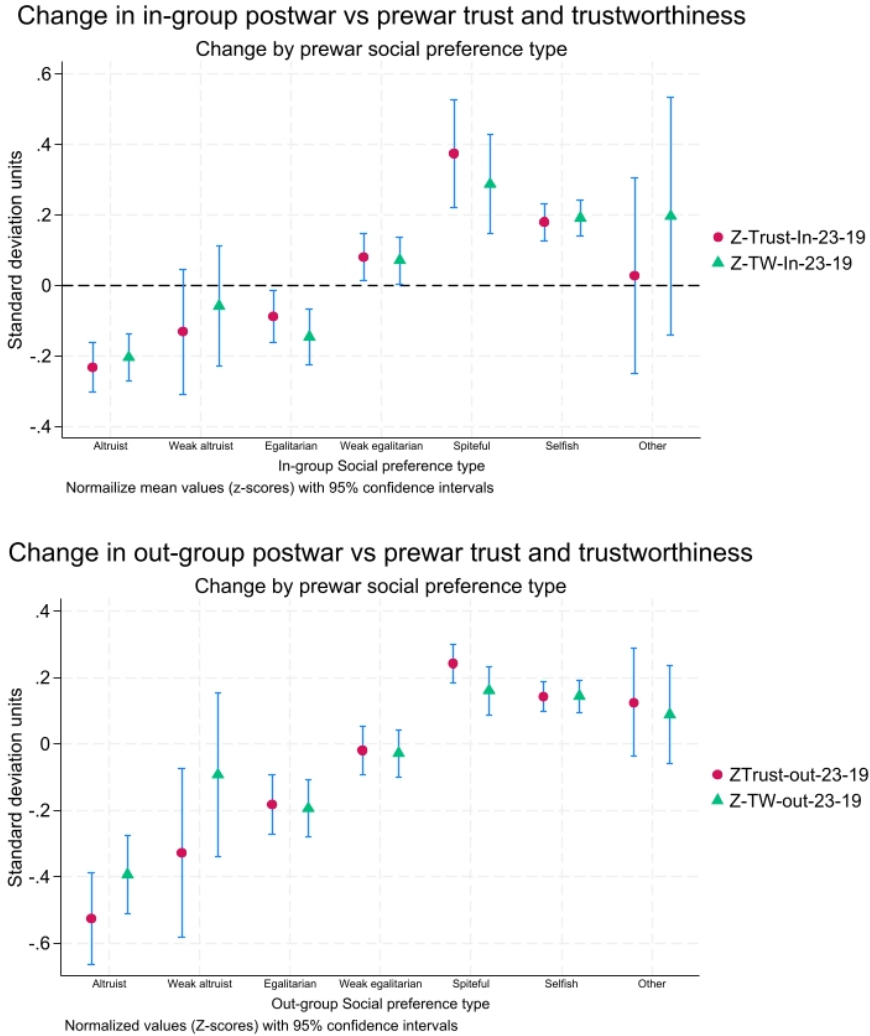 Change in in-group postwar vs prewar trust and trustworthiness
Change by prewar social preference type
Standard deviation units
.6
.4
.2
0
-.2
-.4
Altruist Weak altruist Egalitarian Weak egalitarian Spiteful Selfish Other
In-group Social preference type
Normailize mean values (z-scores) with 95% confidence intervals
Z-Trust-In-23-19
Z-TW-In-23-19
Change in out-group postwar vs prewar trust and trustworthiness
Change by prewar social preference type
Standard deviation units
.4
.2
0
-.2
-.4
-.6
Altruist Weak altruist Egalitarian Weak egalitarian Spiteful Selfish Other
Out-group Social preference type
Normalized values (Z-scores) with 95% confidence intervals
ZTrust-out-23-19
Z-TW-out-23-19